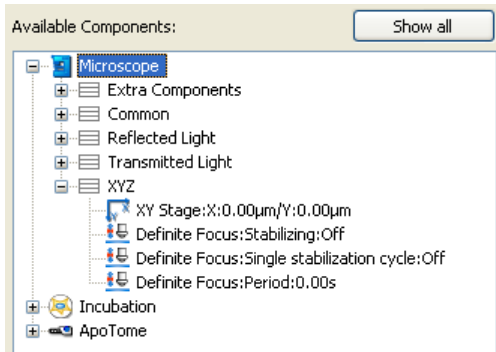 Available Components:
Show all
Microscope
Extra Components
Common
Reflected Light
Transmitted Light
XYZ
XY Stage:X:0.00µm/Y:0.00µm
Definite Focus:Stabilizing:Off
Definite Focus:Single stabilization cycle:Off
Definite Focus:Period:0.00s
Incubation
ApoTome